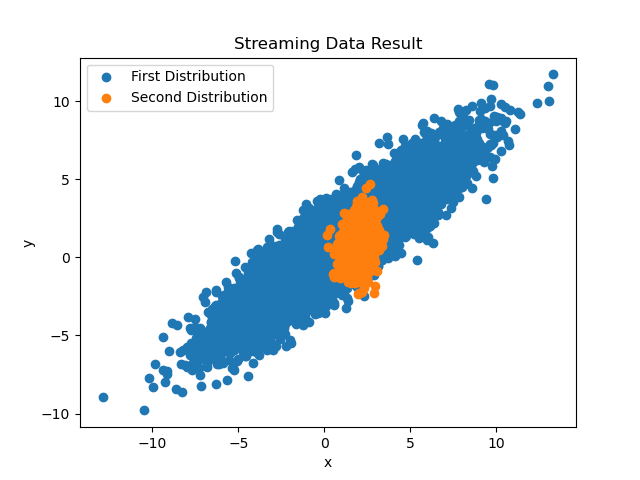 Streaming Data Result
First Distribution
Second Distribution
10
5
0
−5
−10
y
−10 −5 0 5 10
x